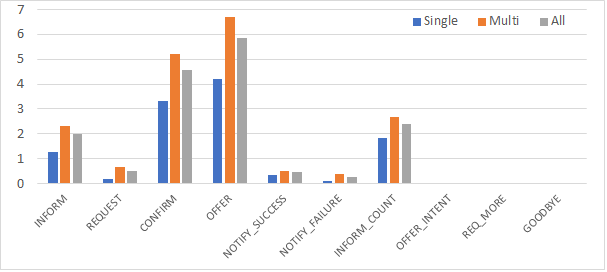 7
Single Multi All
6
5
4
3
2
1
0
INFORM
REQUEST
CONFIRM
OFFER
NOTIFY_SUCCESS
NOTIFY_FAILURE
INFORM_COUNT
OFFER_INTENT
REQ_MORE
GOODBYE